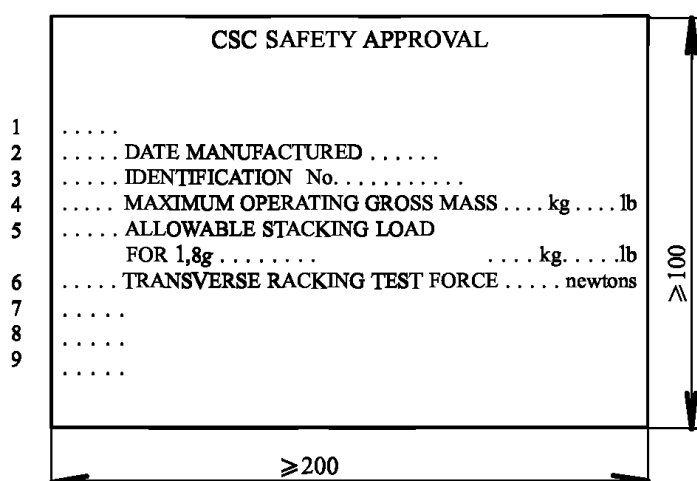 CSC SAFETY APPROVAL
1 .....
2 ..... DATE MANUFACTURED ......
3 ..... IDENTIFICATION No...........
4 ..... MAXIMUM OPERATING GROSS MASS ....kg ....lb
5 ..... ALLOWABLE STACKING LOAD
FOR 1,8g ........ ....kg.....lb
6 ..... TRANSVERSE RACKING TEST FORCE ..... newtons
7 .....
8 .....
9 .....
⩾100
⩾200